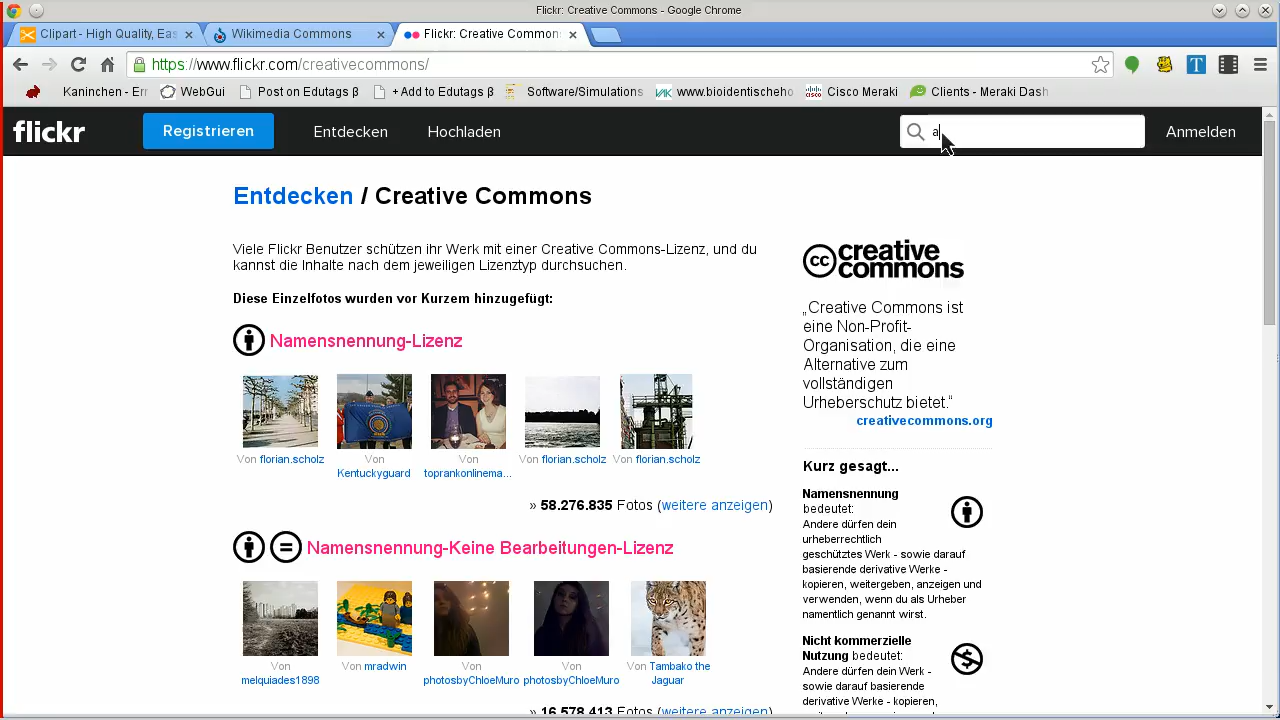 Flickr: Creative Commons - Google Chrome
Clipart - High Quality, Eas
Wikimedia Commons
Flickr: Creative Common
https://www.flickr.com/creativecommons/
Kaninchen - Err
WebGui
Post on Edutags β
+ Add to Edutags β
Software/Simulations
www.bioidentischeho
Cisco Meraki
Clients - Meraki Dash
flickr
Registrieren
Entdecken
Hochladen
a
Anmelden
Entdecken / Creative Commons
Viele Flickr Benutzer schützen ihr Werk mit einer Creative Commons-Lizenz, und du
kannst die Inhalte nach dem jeweiligen Lizenztyp durchsuchen.
Diese Einzelfotos wurden vor Kurzem hinzugefügt:
Namensnennung-Lizenz
Von florian.scholz
Von
Kentuckyguard
Von
toprankonlinema...
Von florian.scholz
Von florian.scholz
» 58.276.835 Fotos (weitere anzeigen)
Namensnennung-Keine Bearbeitungen-Lizenz
Von
melquiades1898
Von mradwin
Von
photosbyChloeMuro
Von
photosbyChloeMuro
Von Tambako the
Jaguar
» 16.578.413 Fotos (weitere anzeigen)
cc creative
commons
„Creative Commons ist
eine Non-Profit-
Organisation, die eine
Alternative zum
vollständigen
Urheberschutz bietet.“
creativecommons.org
Kurz gesagt...
Namensnennung
bedeutet:
Andere dürfen dein
urheberrechtlich
geschütztes Werk - sowie darauf
basierende derivative Werke -
kopieren, weitergeben, anzeigen und
verwenden, wenn du als Urheber
namentlich genannt wirst.
Nicht kommerzielle
Nutzung bedeutet:
Andere dürfen dein Werk -
sowie darauf basierende
derivative Werke - kopieren,